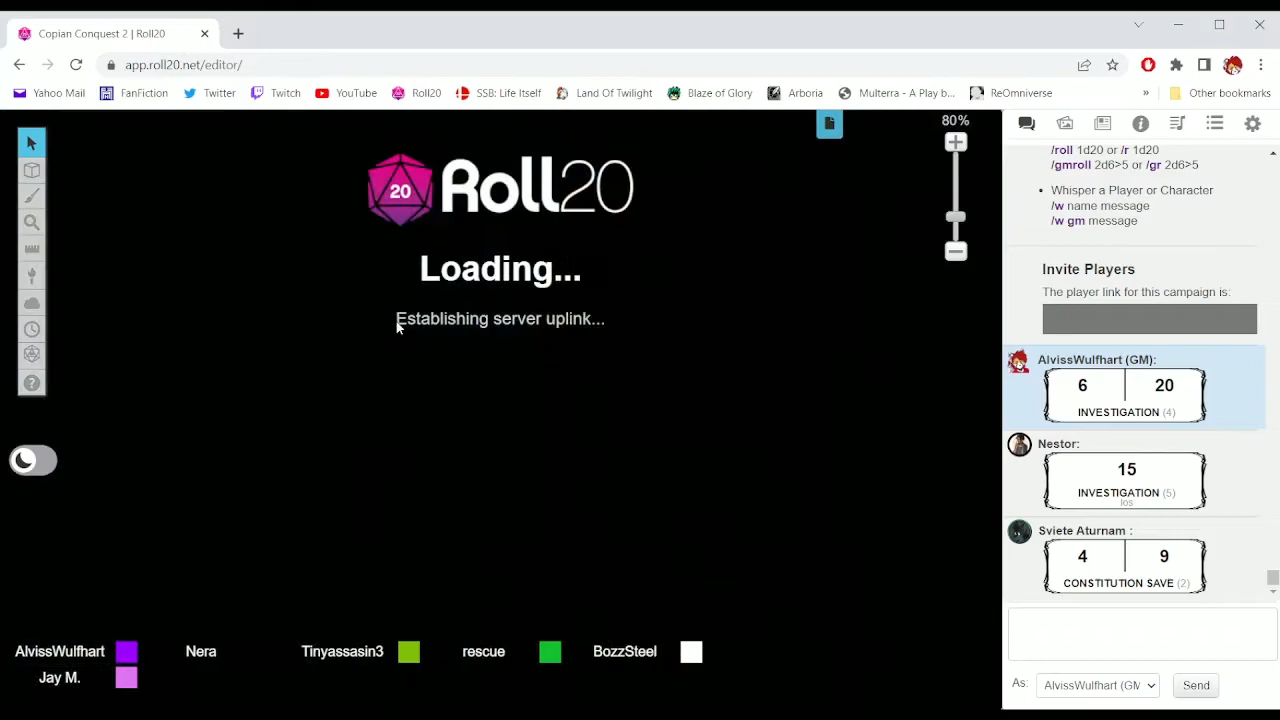 Copian Conquest 2 | Roll20
app.roll20.net/editor/
Yahoo Mail
FanFiction
Twitter
Twitch
YouTube
Roll20
SSB: Life Itself
Land Of Twilight
Blaze of Glory
Arboria
Multerra - A Play b...
ReOmniverse
»
Other bookmarks
80%
20
Roll20
Loading...
Establishing server uplink...
/roll 1d20 or /r 1d20
/gmroll 2d6>5 or /gr 2d6>5
• Whisper a Player or Character
/w name message
/w gm message
Invite Players
The player link for this campaign is:
AlvissWulfhart (GM):
6 20
INVESTIGATION (4)
Nestor:
15
INVESTIGATION (5)
los
Sviete Aturnam :
4 9
CONSTITUTION SAVE (2)
AlvissWulfhart
Nera
Tinyassasin3
rescue
BozzSteel
Jay M.
As:
AlvissWulfhart (GM
Send